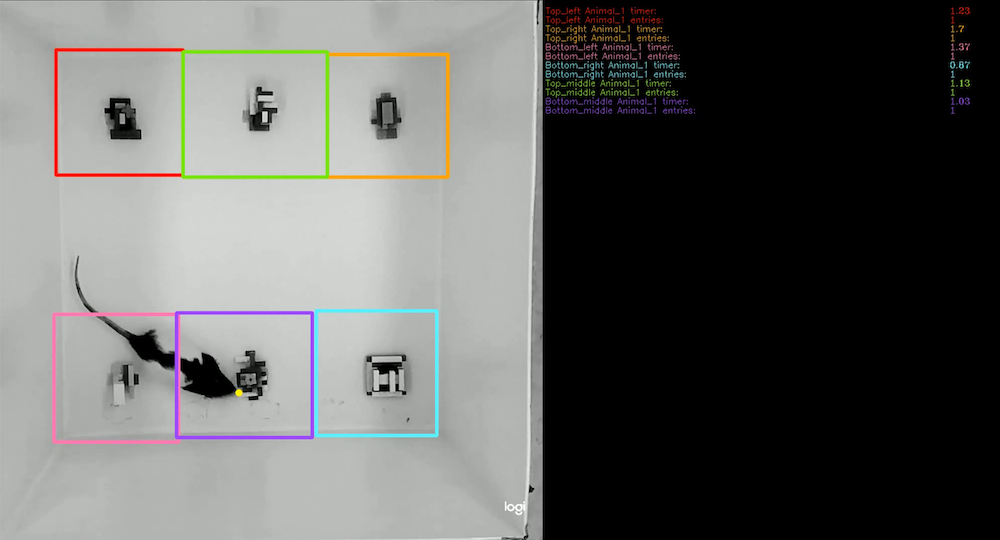 Top_left Animal_1 timer: 1.23
Top_left Animal_1 entries: 1
Top_right Animal_1 timer: 1.7
Top_right Animal_1 entries: 1
Bottom_left Animal_1 timer: 1.37
Bottom_left Animal_1 entries: 1
Bottom_right Animal_1 timer: 0.87
Bottom_right Animal_1 entries: 1
Top_middle Animal_1 timer: 1.13
Top_middle Animal_1 entries: 1
Bottom_middle Animal_1 timer: 1.03
Bottom_middle Animal_1 entries: 1
logi